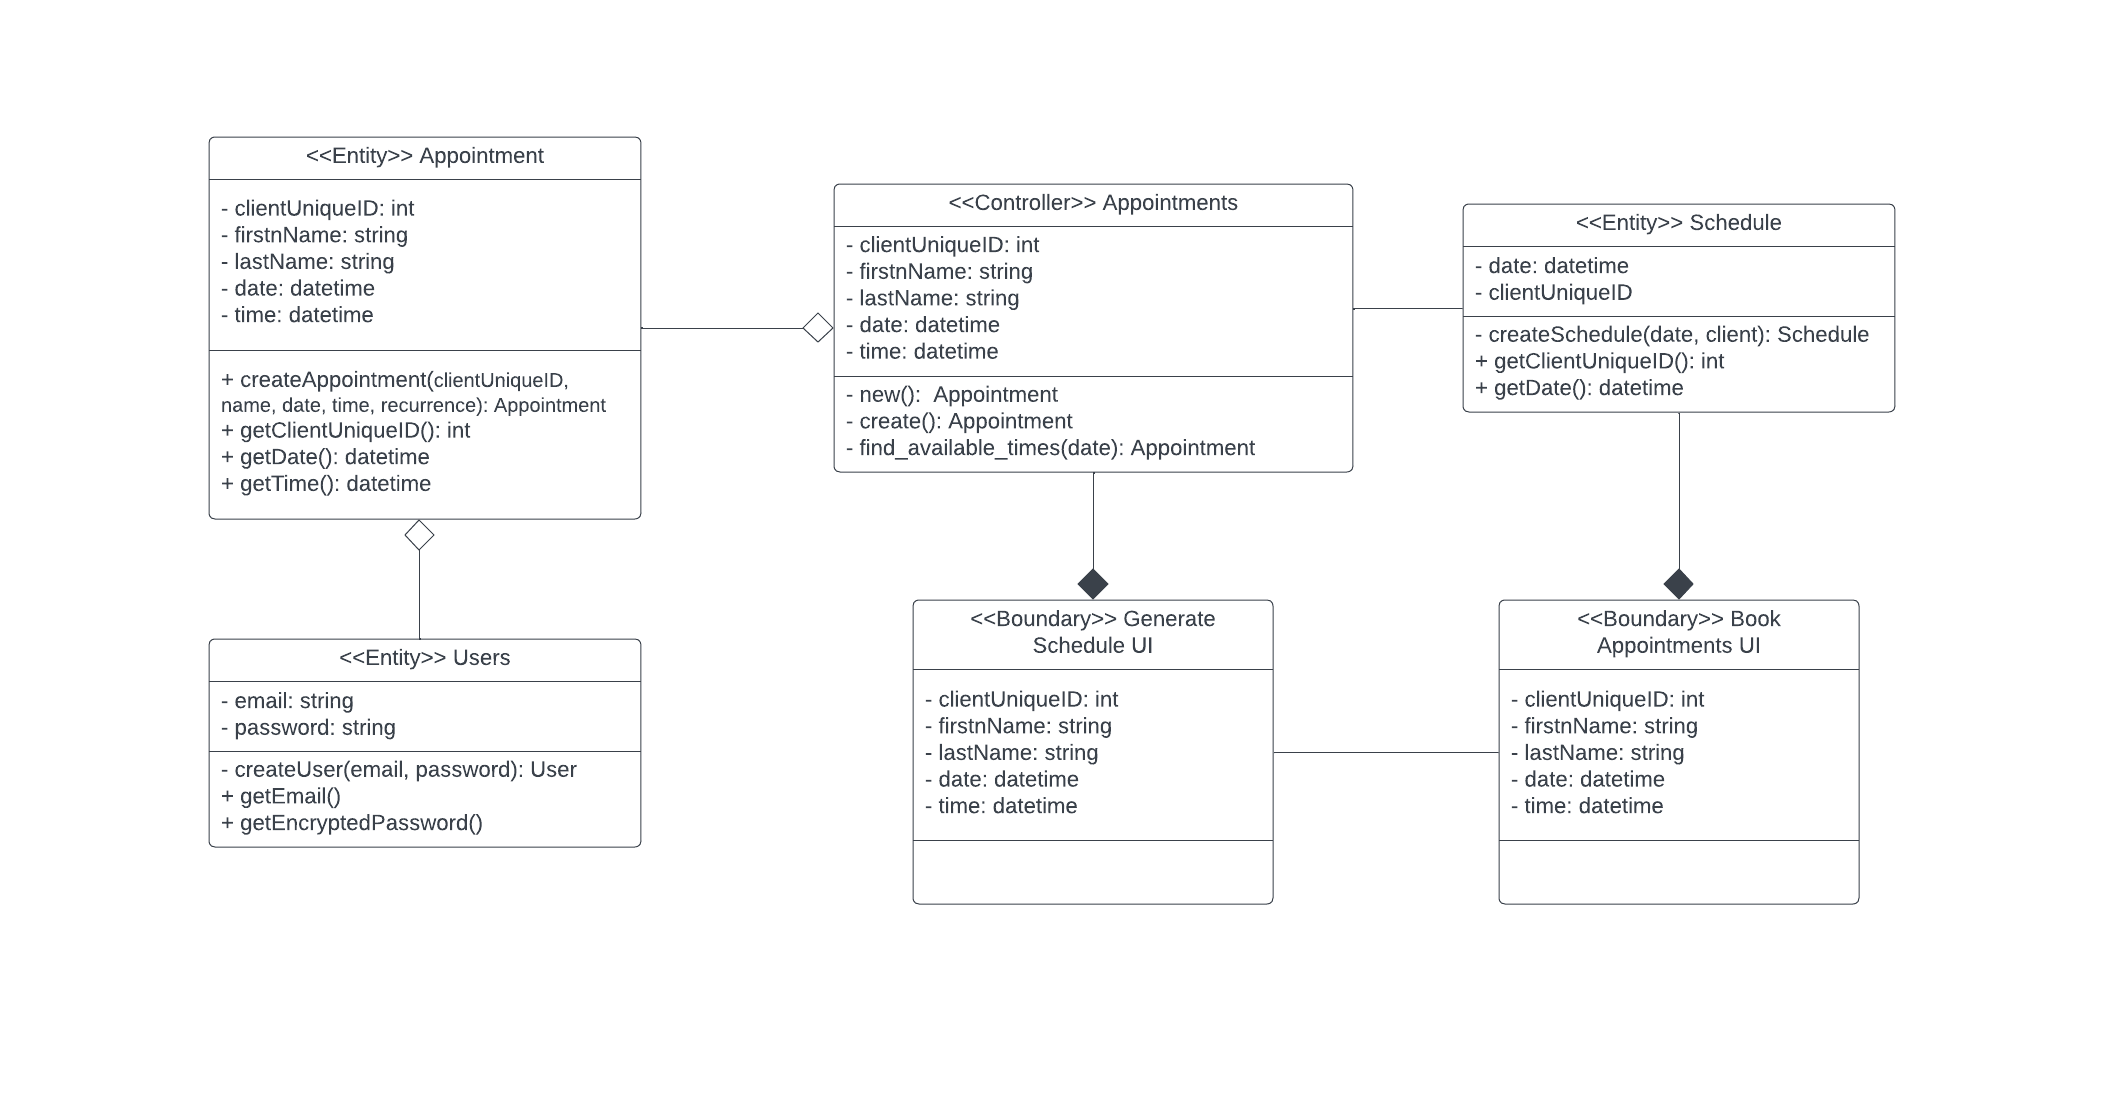 <<Entity>> Appointment
- clientUniqueID: int
- firstnName: string
- lastName: string
- date: datetime
- time: datetime
+ createAppointment(clientUniqueID,
name, date, time, recurrence): Appointment
+ getClientUniqueID(): int
+ getDate(): datetime
+ getTime(): datetime
<<Controller>> Appointments
- clientUniqueID: int
- firstnName: string
- lastName: string
- date: datetime
- time: datetime
- new():  Appointment
- create(): Appointment
- find_available_times(date): Appointment
<<Entity>> Schedule
- date: datetime
- clientUniqueID
- createSchedule(date, client): Schedule
+ getClientUniqueID(): int
+ getDate(): datetime
<<Entity>> Users
- email: string
- password: string
- createUser(email, password): User
+ getEmail()
+ getEncryptedPassword()
<<Boundary>> Generate
Schedule UI
- clientUniqueID: int
- firstnName: string
- lastName: string
- date: datetime
- time: datetime
<<Boundary>> Book
Appointments UI
- clientUniqueID: int
- firstnName: string
- lastName: string
- date: datetime
- time: datetime